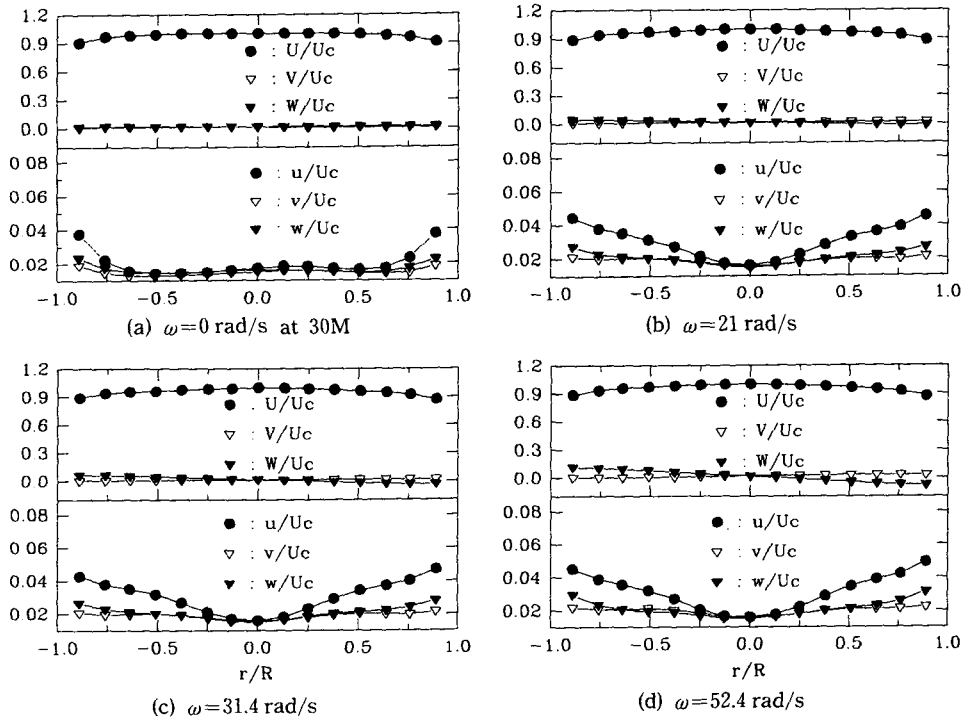 1.2
0.9
0.6
0.3
0.0
● : U/Uc
▽ : V/Uc
▼ : W/Uc
0.08
0.06
0.04
0.02
● : u/Uc
▽ : v/Uc
▼ : w/Uc
−1.0 −0.5 0.0 0.5 1.0
(a) ω=0 rad/s at 30M
1.2
0.9
0.6
0.3
0.0
● : U/Uc
▽ : V/Uc
▼ : W/Uc
0.08
0.06
0.04
0.02
● : u/Uc
▽ : v/Uc
▼ : w/Uc
−1.0 −0.5 0.0 0.5 1.0
(b) ω=21 rad/s
1.2
0.9
0.6
0.3
0.0
● . U/Uc
▽ : V/Uc
▼ : W/Uc
0.08
0.06
0.04
0.02
● : u/Uc
▽ : v/Uc
▼ : w/Uc
−1.0 −0.5 0.0 0.5 1.0
r/R
(c) ω=31.4 rad/s
1.2
0.9
0.6
0.3
0.0
● : U/Uc
▽ : V/Uc
▼ : W/Uc
0.08
0.06
0.04
0.02
● : u/Uc
▽ : v/Uc
▼ : w/Uc
−1.0 −0.5 0.0 0.5 1.0
r/R
(d) ω=52.4 rad/s